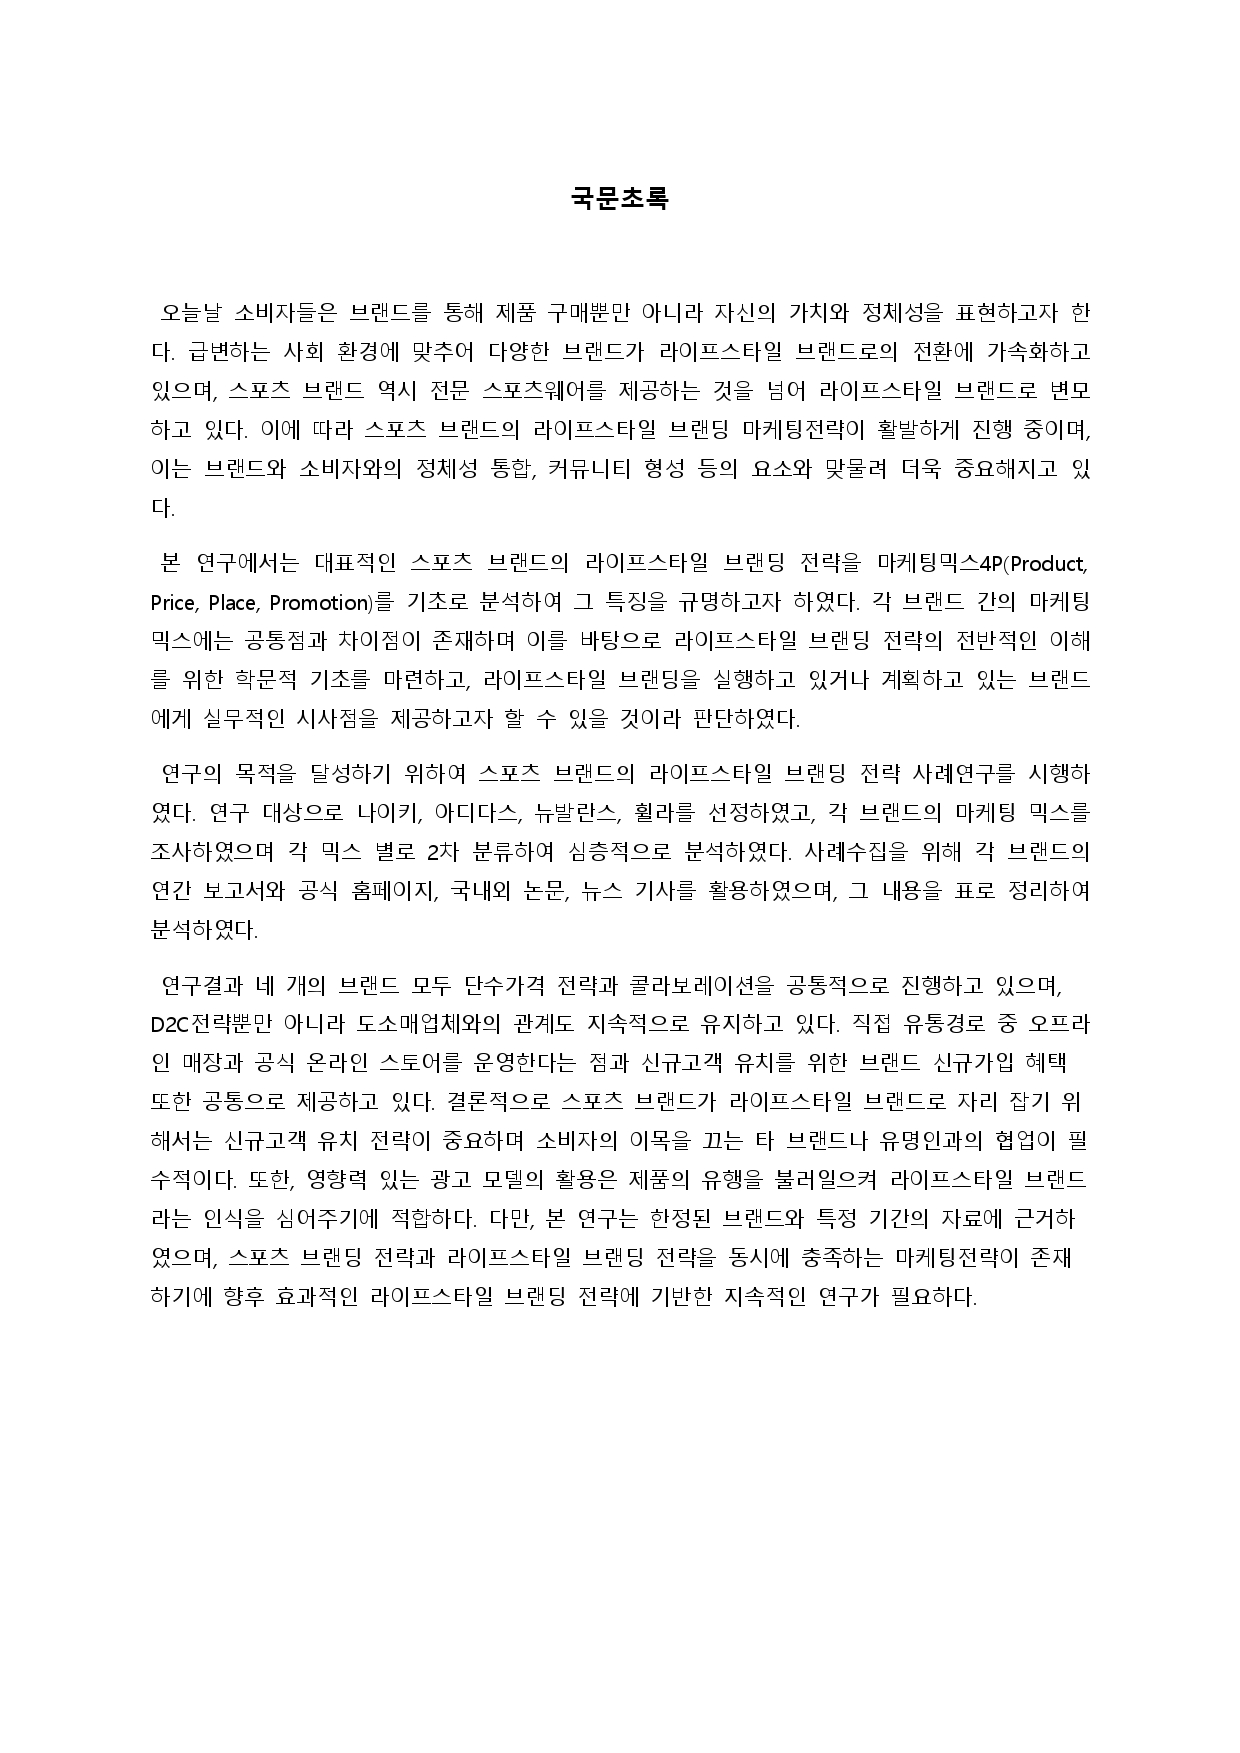 국문초록
오늘날 소비자들은 브랜드를 통해 제품 구매뿐만 아니라 자신의 가치와 정체성을 표현하고자 한
다. 급변하는 사회 환경에 맞추어 다양한 브랜드가 라이프스타일 브랜드로의 전환에 가속화하고
있으며, 스포츠 브랜드 역시 전문 스포츠웨어를 제공하는 것을 넘어 라이프스타일 브랜드로 변모
하고 있다. 이에 따라 스포츠 브랜드의 라이프스타일 브랜딩 마케팅전략이 활발하게 진행 중이며,
이는 브랜드와 소비자와의 정체성 통합, 커뮤니티 형성 등의 요소와 맞물려 더욱 중요해지고 있
다.
본 연구에서는 대표적인 스포츠 브랜드의 라이프스타일 브랜딩 전략을 마케팅믹스4P(Product,
Price, Place, Promotion)를 기초로 분석하여 그 특징을 규명하고자 하였다. 각 브랜드 간의 마케팅
믹스에는 공통점과 차이점이 존재하며 이를 바탕으로 라이프스타일 브랜딩 전략의 전반적인 이해
를 위한 학문적 기초를 마련하고, 라이프스타일 브랜딩을 실행하고 있거나 계획하고 있는 브랜드
에게 실무적인 시사점을 제공하고자 할 수 있을 것이라 판단하였다.
연구의 목적을 달성하기 위하여 스포츠 브랜드의 라이프스타일 브랜딩 전략 사례연구를 시행하
였다. 연구 대상으로 나이키, 아디다스, 뉴발란스, 휠라를 선정하였고, 각 브랜드의 마케팅 믹스를
조사하였으며 각 믹스 별로 2차 분류하여 심층적으로 분석하였다. 사례수집을 위해 각 브랜드의
연간 보고서와 공식 홈페이지, 국내외 논문, 뉴스 기사를 활용하였으며, 그 내용을 표로 정리하여
분석하였다.
연구결과 네 개의 브랜드 모두 단수가격 전략과 콜라보레이션을 공통적으로 진행하고 있으며,
D2C전략뿐만 아니라 도소매업체와의 관계도 지속적으로 유지하고 있다. 직접 유통경로 중 오프라
인 매장과 공식 온라인 스토어를 운영한다는 점과 신규고객 유치를 위한 브랜드 신규가입 혜택
또한 공통으로 제공하고 있다. 결론적으로 스포츠 브랜드가 라이프스타일 브랜드로 자리 잡기 위
해서는 신규고객 유치 전략이 중요하며 소비자의 이목을 끄는 타 브랜드나 유명인과의 협업이 필
수적이다. 또한, 영향력 있는 광고 모델의 활용은 제품의 유행을 불러일으켜 라이프스타일 브랜드
라는 인식을 심어주기에 적합하다. 다만, 본 연구는 한정된 브랜드와 특정 기간의 자료에 근거하
였으며, 스포츠 브랜딩 전략과 라이프스타일 브랜딩 전략을 동시에 충족하는 마케팅전략이 존재
하기에 향후 효과적인 라이프스타일 브랜딩 전략에 기반한 지속적인 연구가 필요하다.